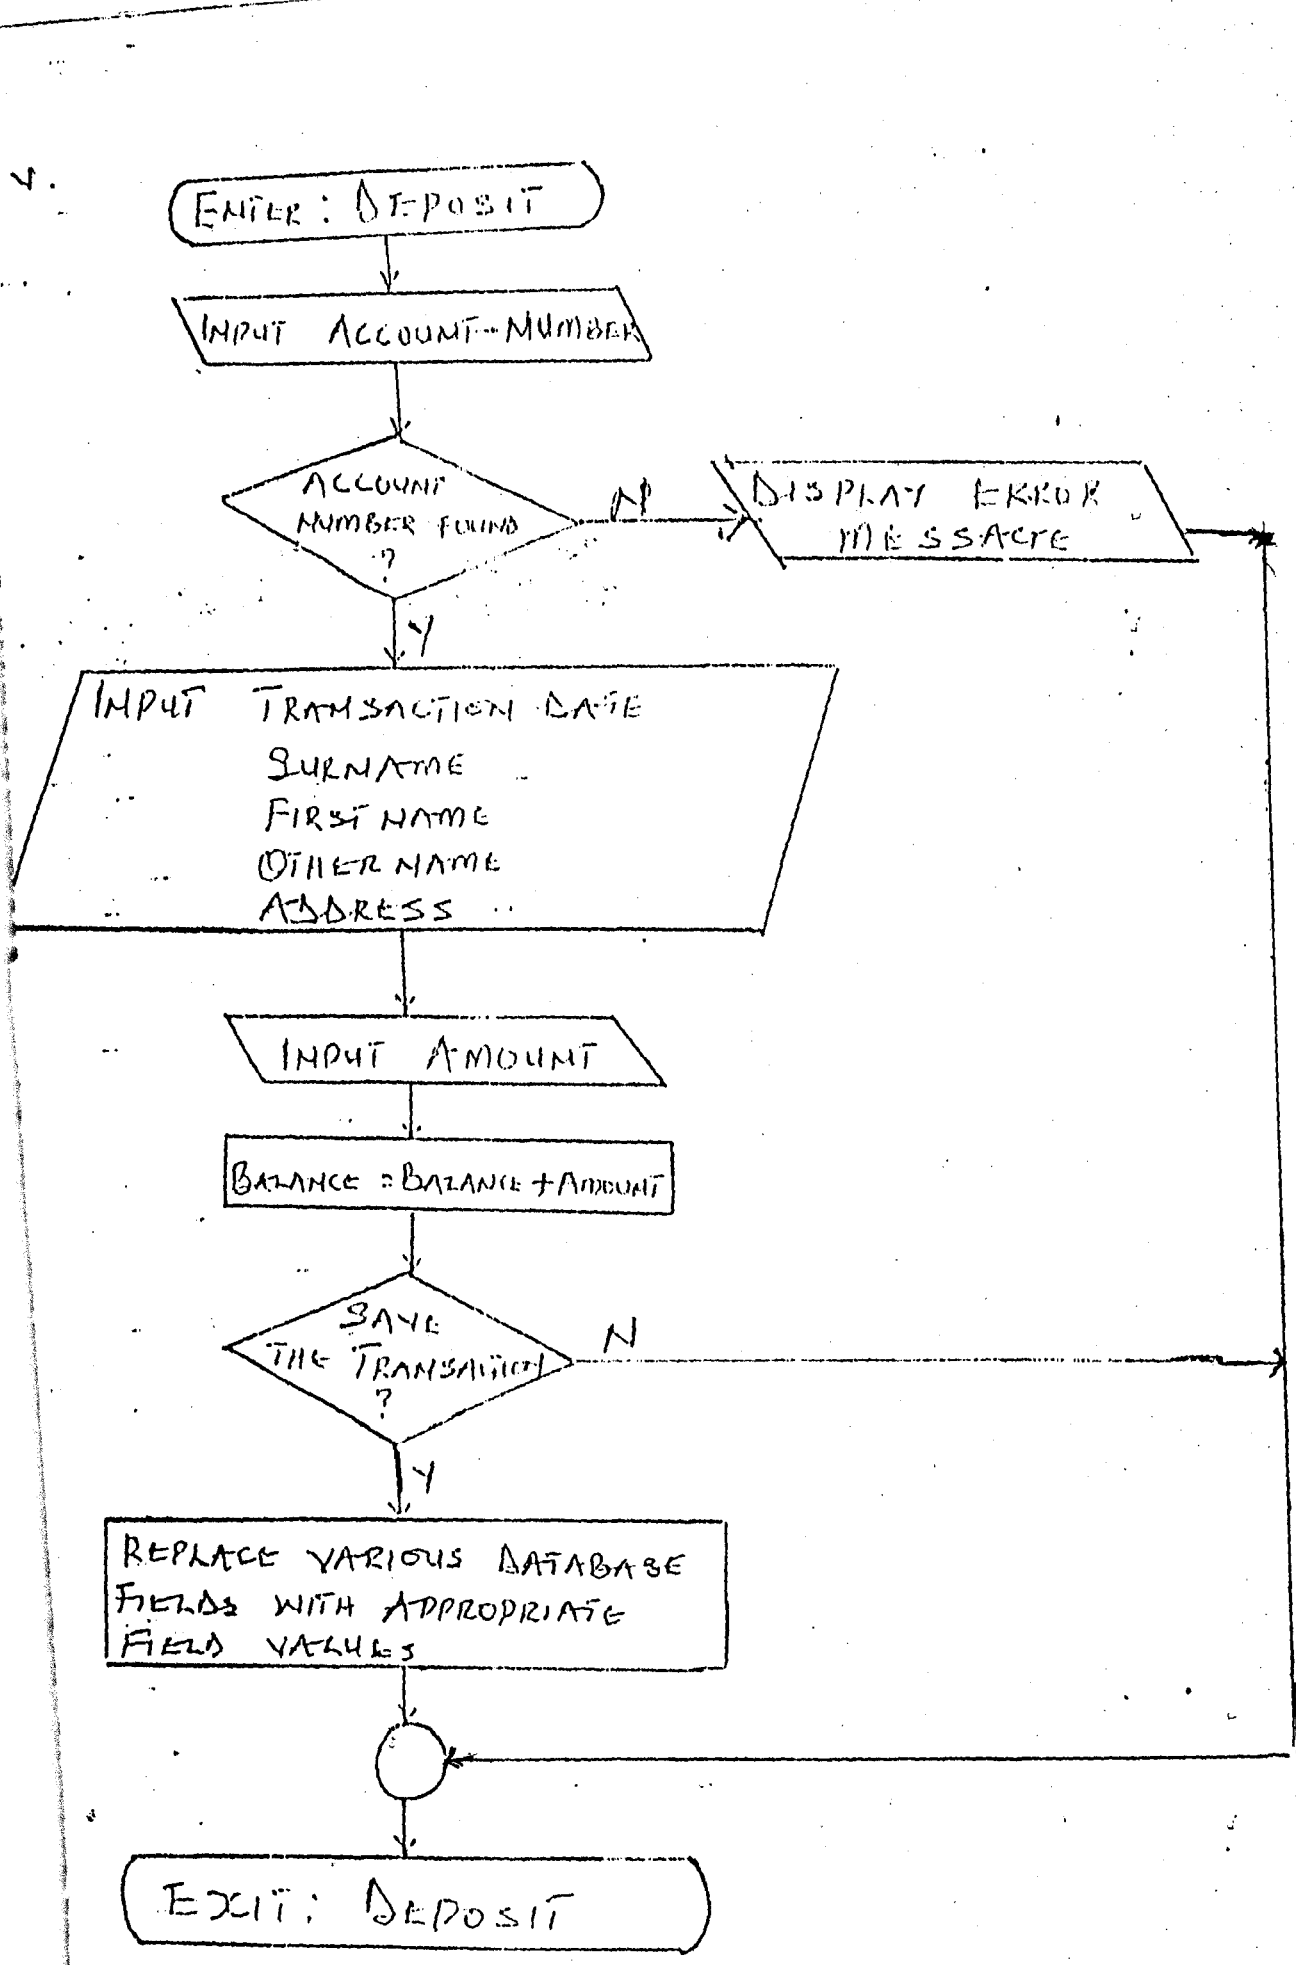 V.
ENTER: DEPOSIT
INPUT ACCOUNT-NUMBER
ACCOUNT
NUMBER FOUND
?
N
DISPLAY ERROR
MESSAGE
Y
INPUT TRANSACTION DATE
SURNAME
FIRST NAME
OTHER NAME
ADDRESS
INPUT AMOUNT
BALANCE = BALANCE + AMOUNT
SAVE
THE TRANSACTION
?
N
Y
REPLACE VARIOUS DATABASE
FIELDS WITH APPROPRIATE
FIELD VALUES
EXIT: DEPOSIT